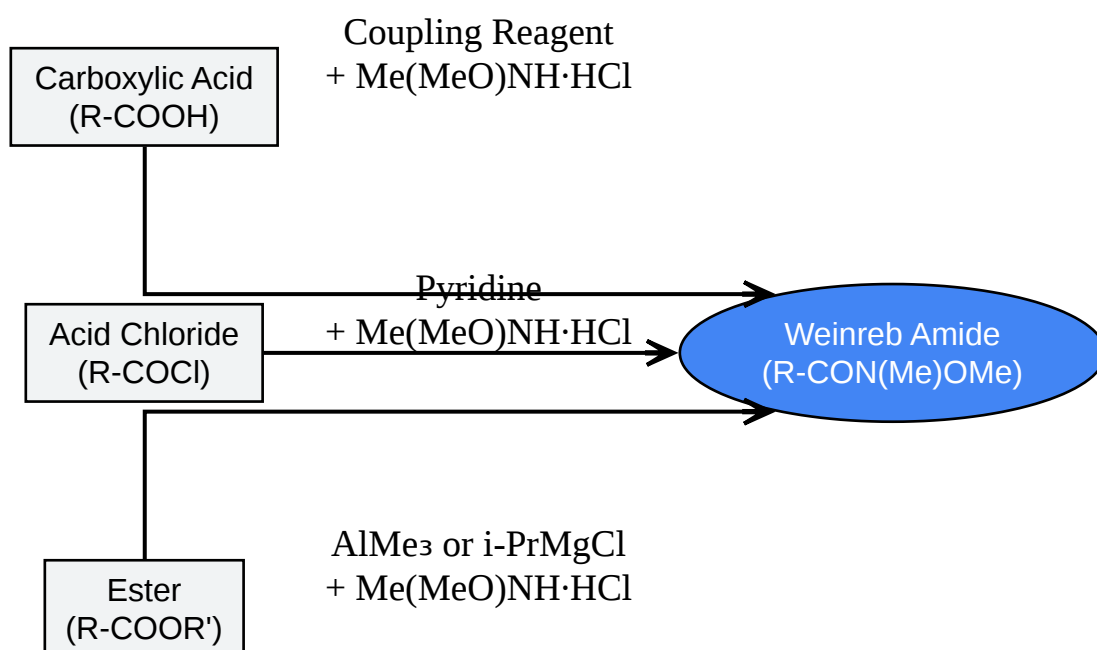 Coupling Reagent
+ Me(MeO)NH·HCl
Carboxylic Acid
(R-COOH)
Pyridine
+ Me(MeO)NH·HCl
Acid Chloride
(R-COCl)
Weinreb Amide
(R-CON(Me)OMe)
AlMe₃ or i-PrMgCl
+ Me(MeO)NH·HCl
Ester
(R-COOR')